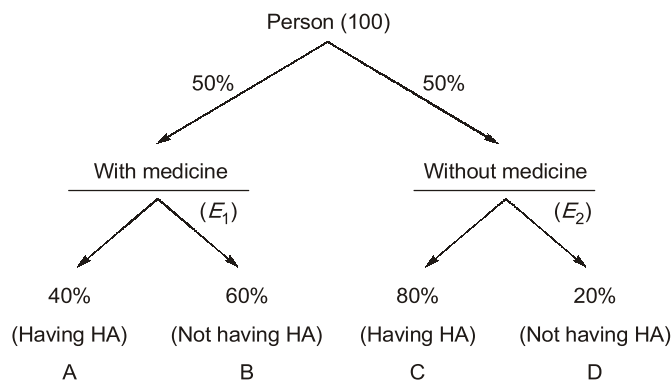 Person (100)
50% 50%
With medicine Without medicine
(E₁) (E₂)
40% 60% 80% 20%
(Having HA) (Not having HA) (Having HA) (Not having HA)
A B C D